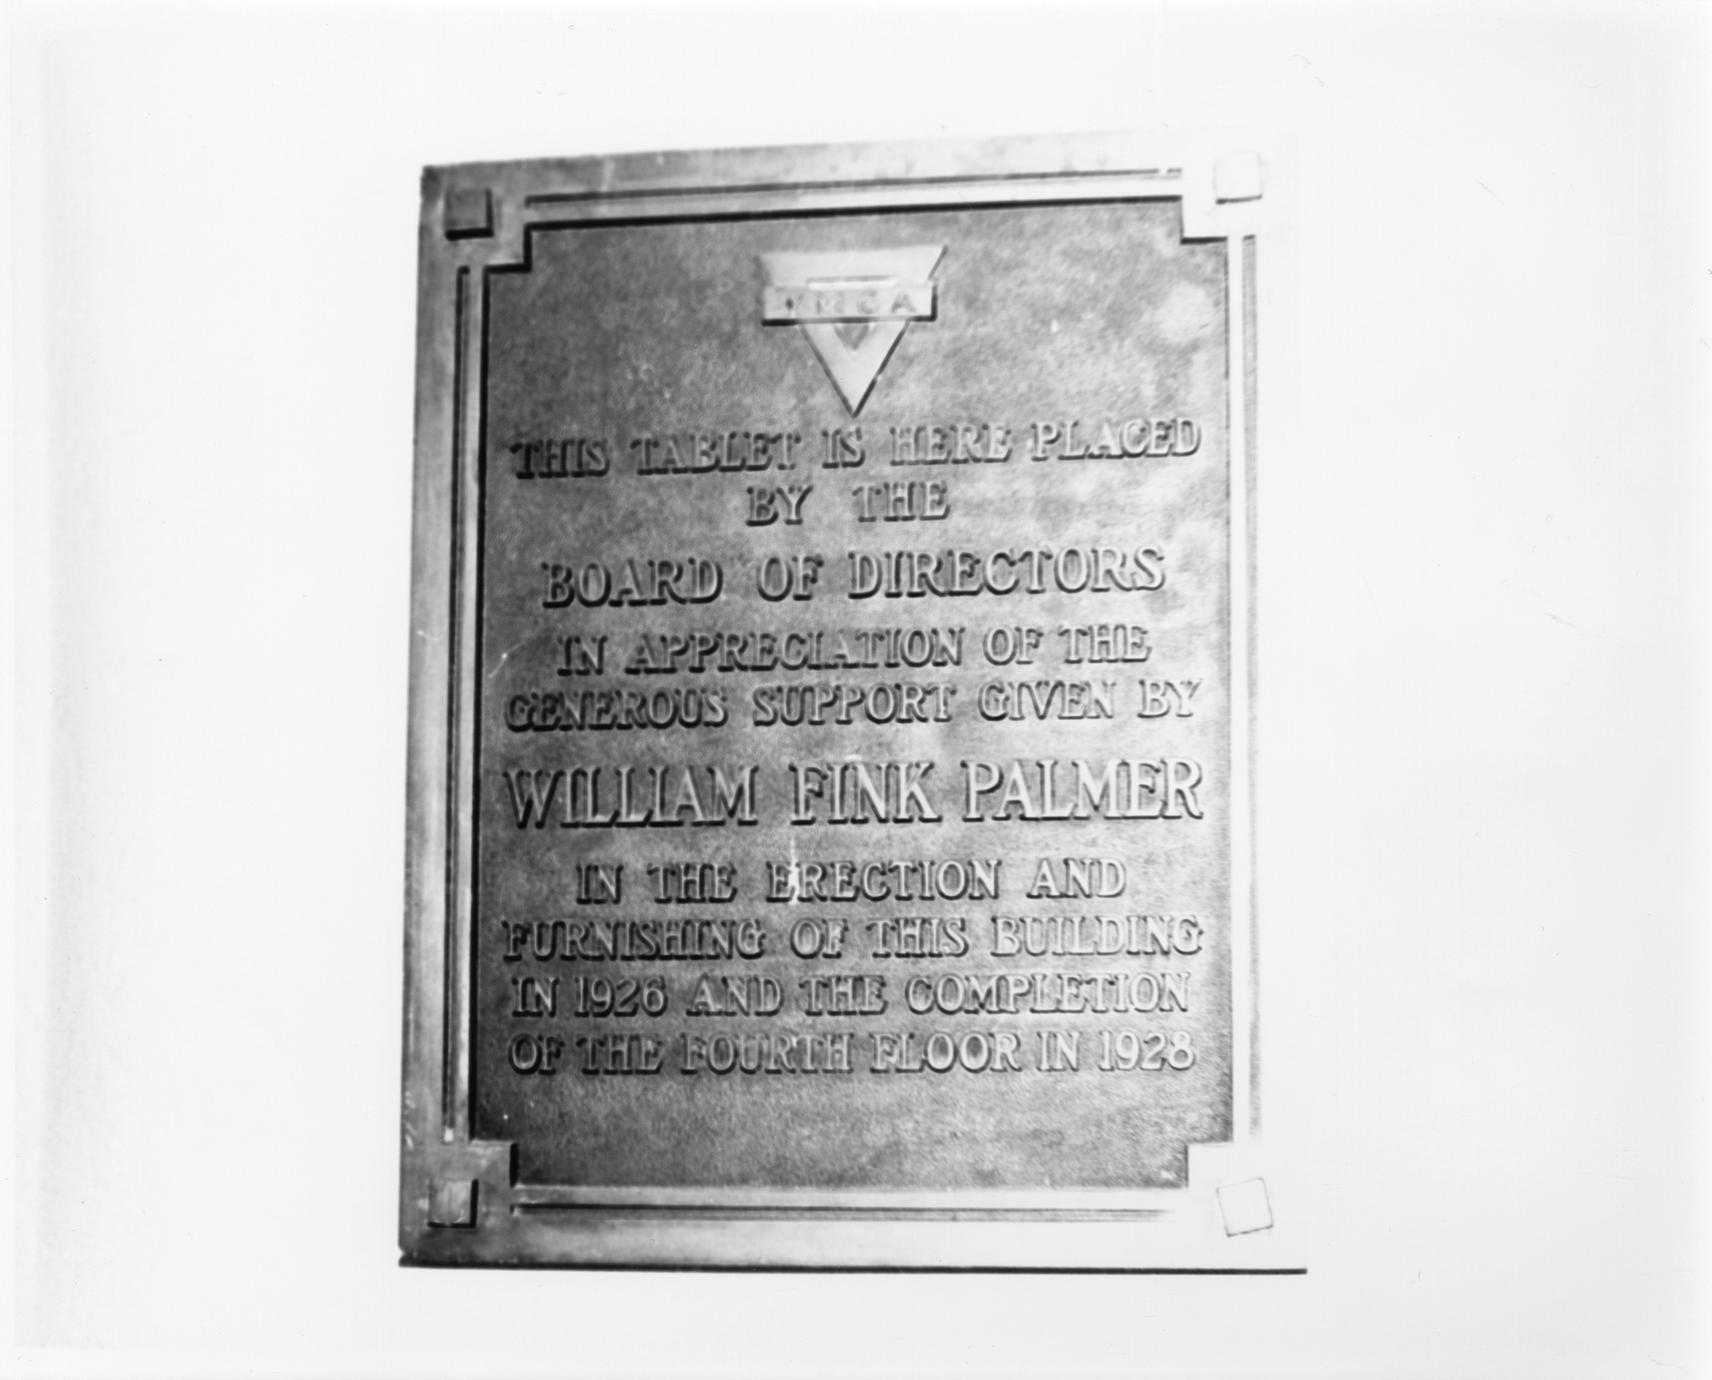 YMCA
THIS TABLET IS HERE PLACED
BY THE
BOARD OF DIRECTORS
IN APPRECIATION OF THE
GENEROUS SUPPORT GIVEN BY
WILLIAM FINK PALMER
IN THE ERECTION AND
FURNISHING OF THIS BUILDING
IN 1926 AND THE COMPLETION
OF THE FOURTH FLOOR IN 1928